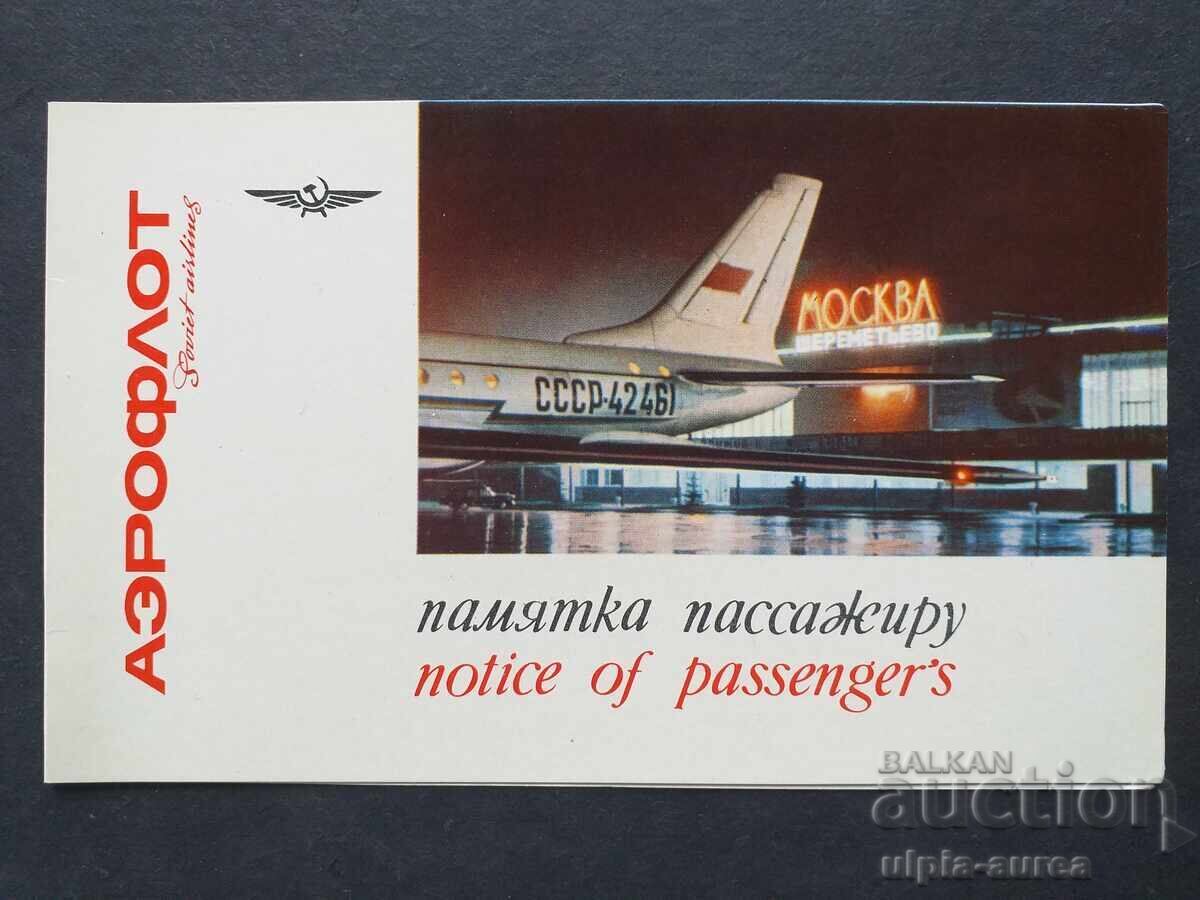 АЭРОФЛОТ
Soviet airlines
МОСКВА
ШЕРЕМЕТЬЕВО
СССР-42461
памятка пассажиру
notice of passenger's
BALKAN
auction
ulpia-aurea